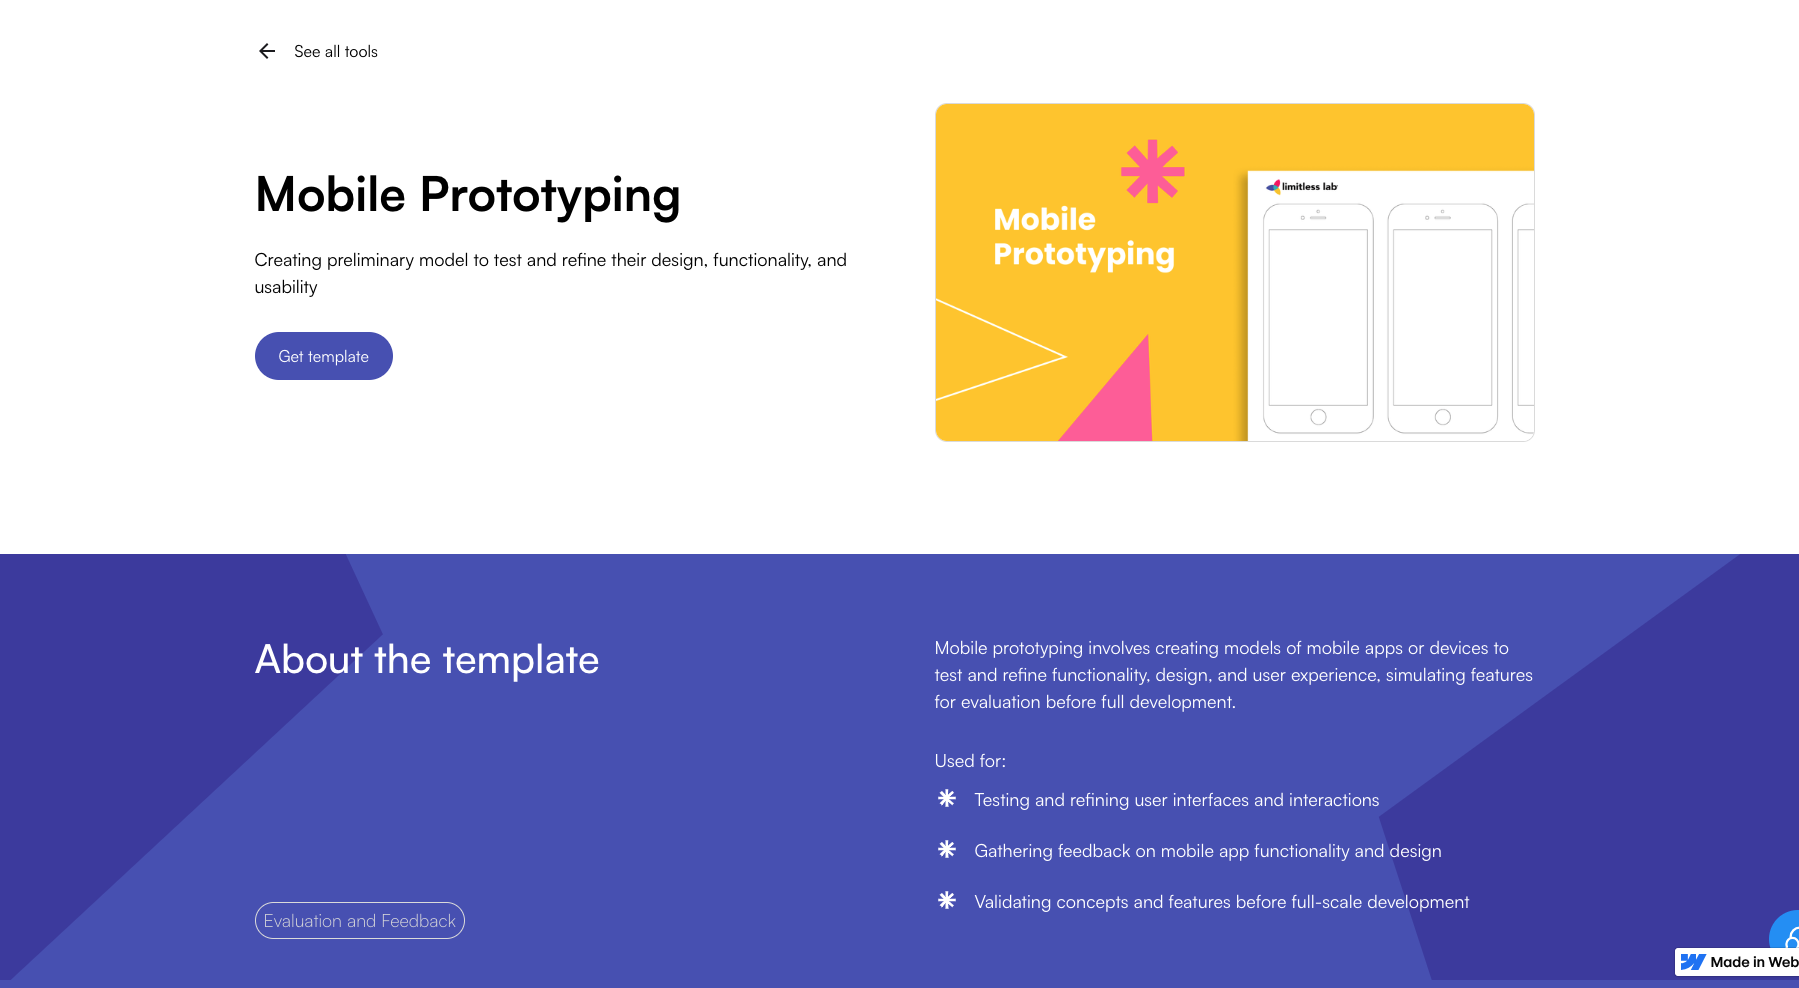 See all tools
Mobile Prototyping
Creating preliminary model to test and refine their design, functionality, and
usability
Get template
Mobile
Prototyping
limitless lab
About the template
Mobile prototyping involves creating models of mobile apps or devices to
test and refine functionality, design, and user experience, simulating features
for evaluation before full development.
Used for:
Testing and refining user interfaces and interactions
Gathering feedback on mobile app functionality and design
Validating concepts and features before full-scale development
Evaluation and Feedback
Made in Web